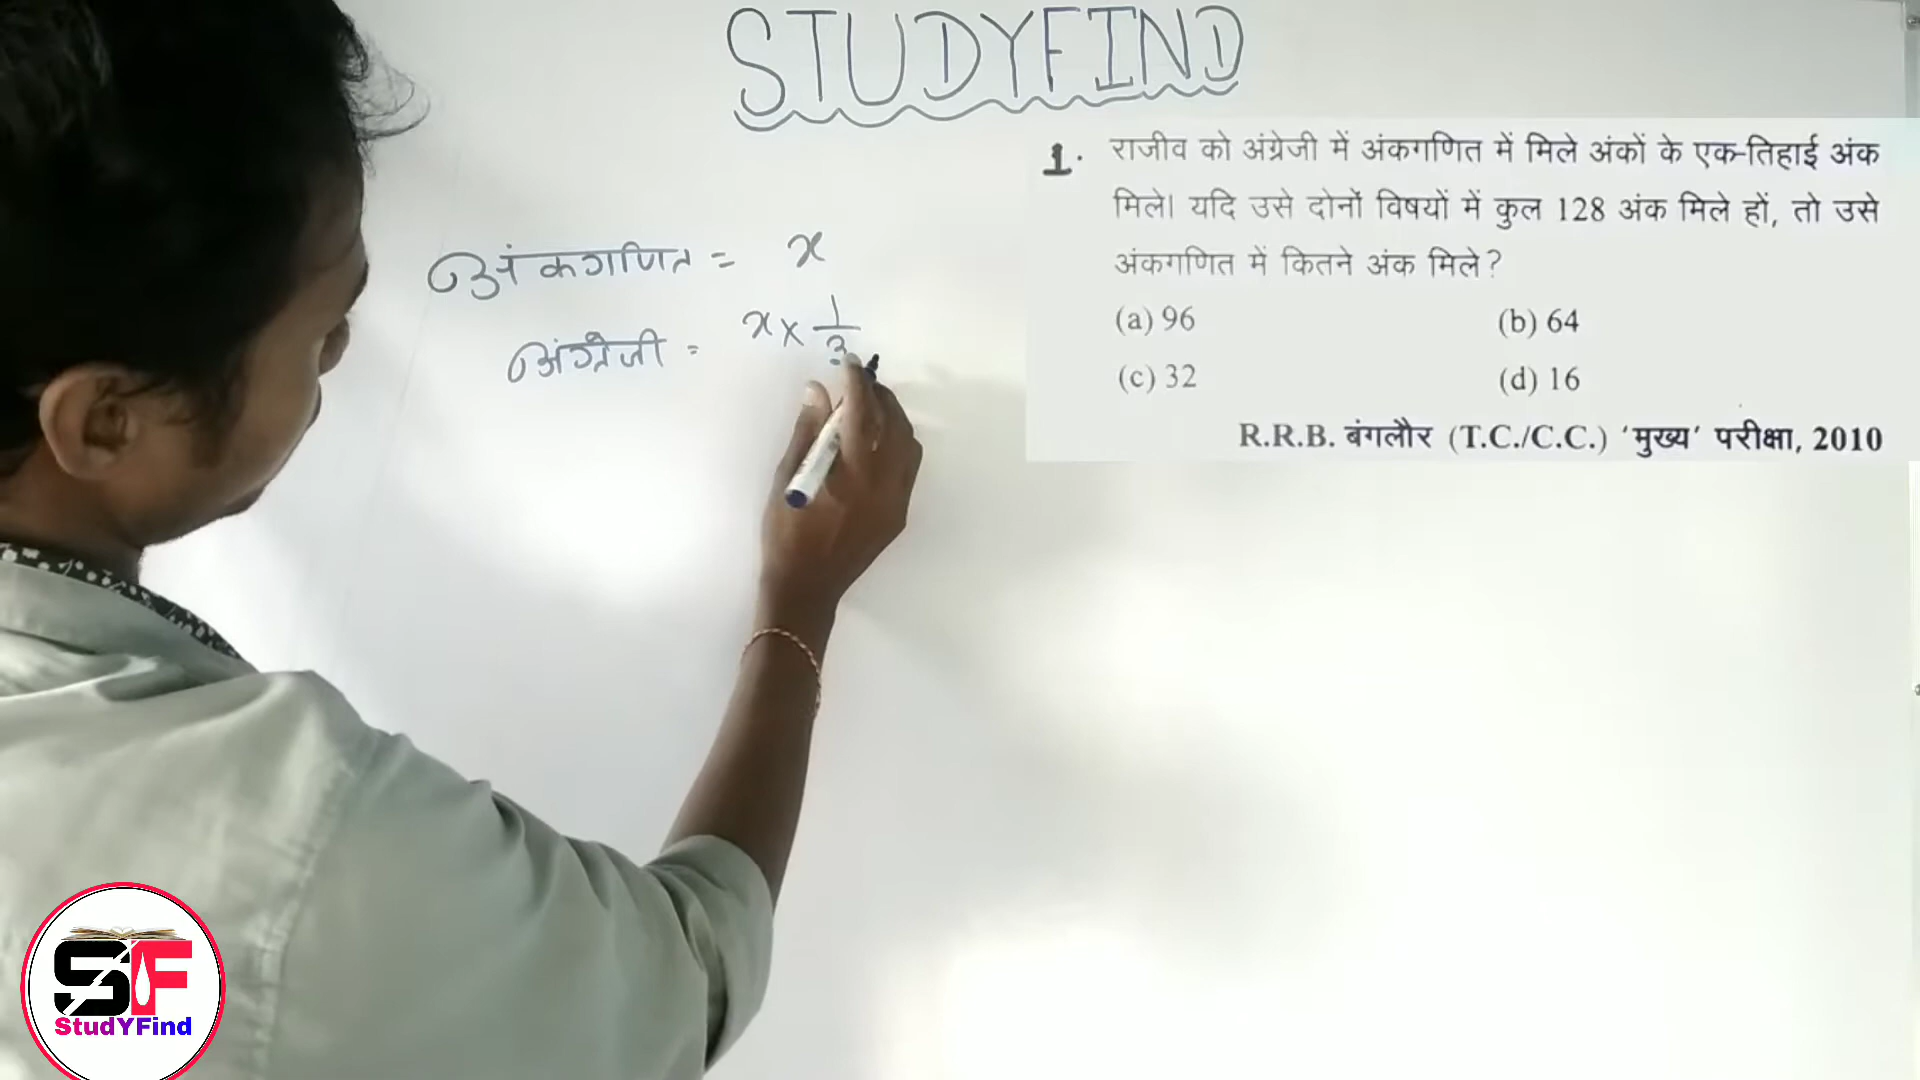 STUDYFIND
1. राजीव को अंग्रेजी में अंकगणित में मिले अंकों के एक-तिहाई अंक
मिले। यदि उसे दोनों विषयों में कुल 128 अंक मिले हों, तो उसे
अंकगणित में कितने अंक मिले?
(a) 96 (b) 64
(c) 32 (d) 16
R.R.B. बंगलौर (T.C./C.C.) ‘मुख्य’ परीक्षा, 2010
अंकगणित = x
अंग्रेजी = x × 1/3
SF
StudYFind